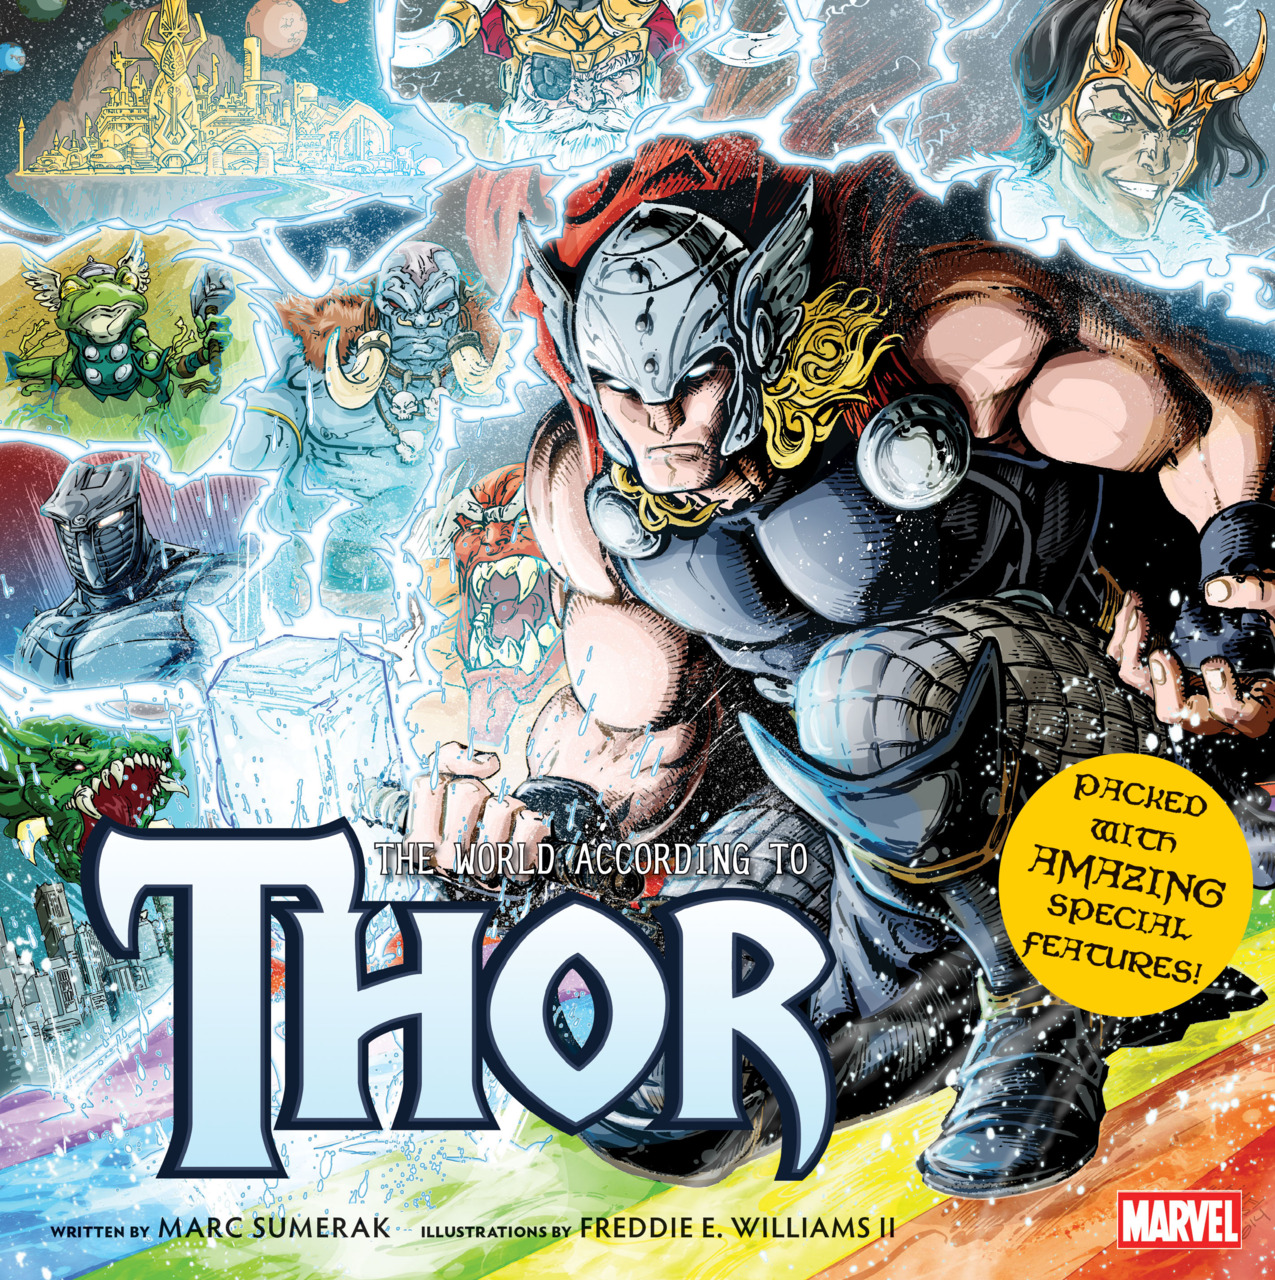 PACKED
WITH
AMAZING
SPECIAL
FEATURES!
THE WORLD ACCORDING TO
THOR
WRITTEN BY MARC SUMERAK ILLUSTRATIONS BY FREDDIE E. WILLIAMS II
MARVEL